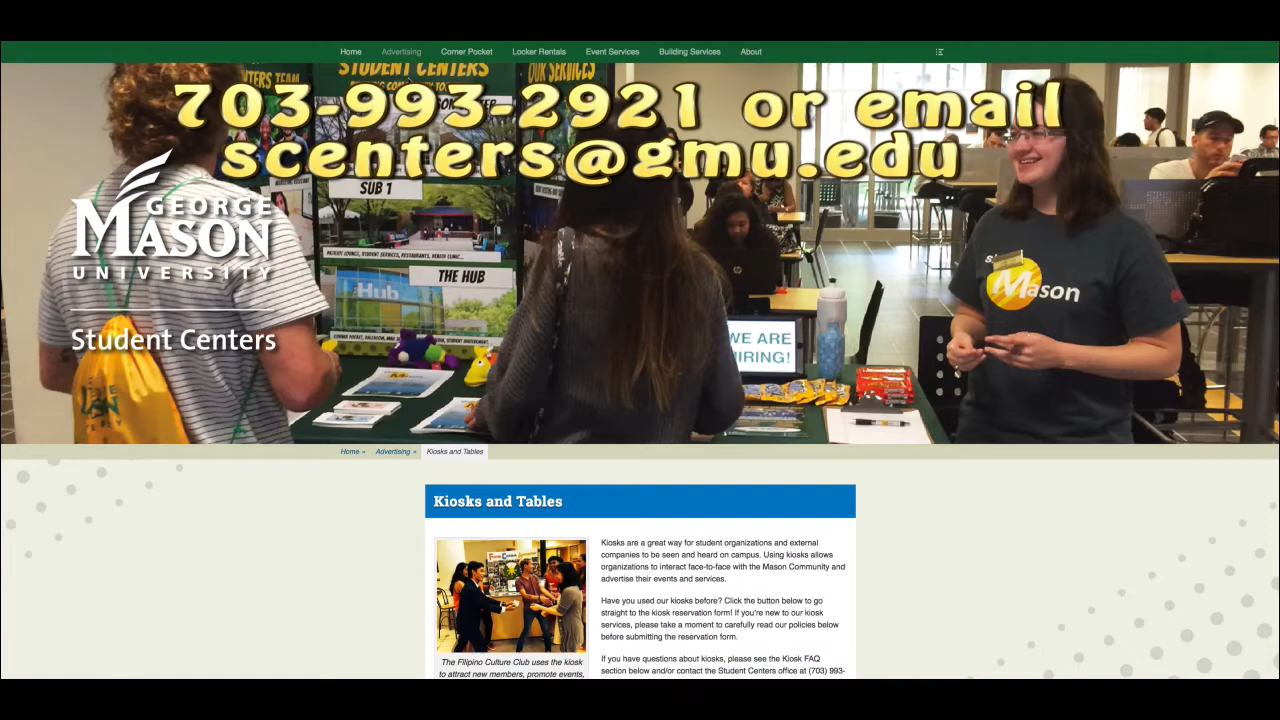 Home Advertising Corner Pocket Locker Rentals Event Services Building Services About
STUDENT CENTERS
OUR SERVICES
703-993-2921 or email
scenters@gmu.edu
SUB 1
GEORGE
MASON
UNIVERSITY
Student Centers
THE HUB
Hub
Mason
WE ARE
HIRING!
Home » Advertising » Kiosks and Tables
Kiosks and Tables
Kiosks are a great way for student organizations and external
companies to be seen and heard on campus. Using kiosks allows
organizations to interact face-to-face with the Mason Community and
advertise their events and services.
Have you used our kiosks before? Click the button below to go
straight to the kiosk reservation form! If you're new to our kiosk
services, please take a moment to carefully read our policies below
before submitting the reservation form.
If you have questions about kiosks, please see the Kiosk FAQ
section below and/or contact the Student Centers office at (703) 993-
The Filipino Culture Club uses the kiosk
to attract new members, promote events,